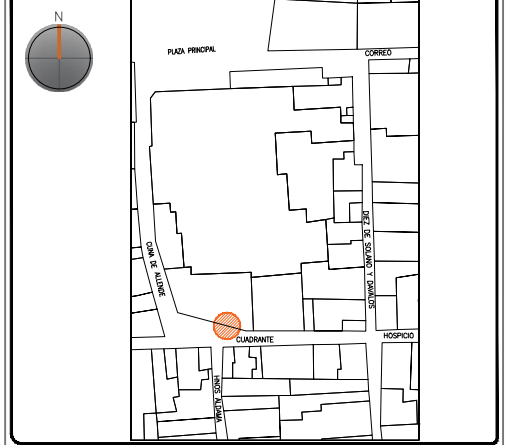 N
PLAZA PRINCIPAL
CORREO
CUNA DE ALLENDE
DIEZ DE SOLANO Y DAVALOS
CUADRANTE
HOSPICIO
HNOS ALDAMA